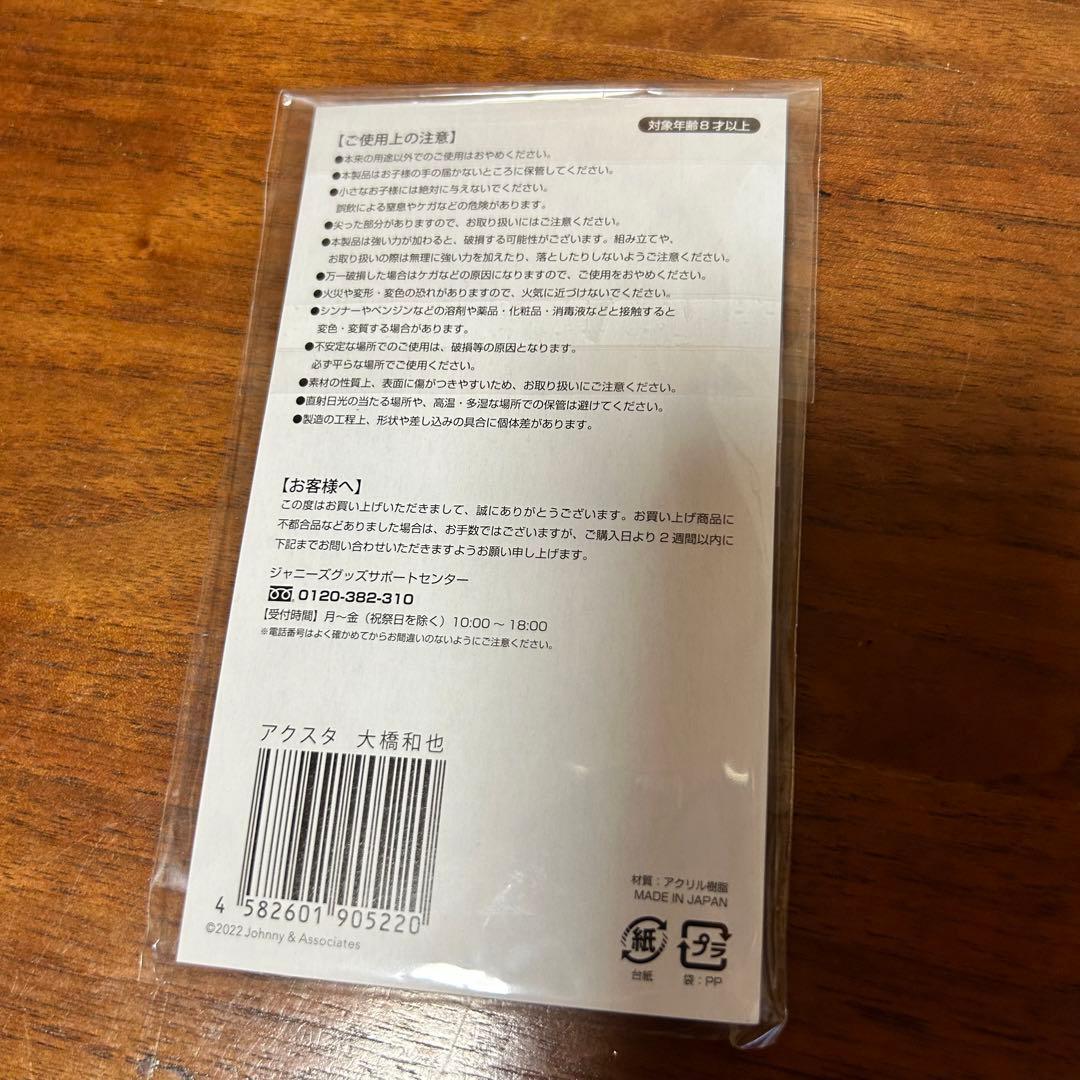 対象年齢8才以上
【ご使用上の注意】
●本来の用途以外でのご使用はおやめください。
●本製品はお子様の手の届かないところに保管してください。
●小さなお子様には絶対に与えないでください。
誤飲による窒息やケガなどの危険があります。
●尖った部分がありますので、お取り扱いにはご注意ください。
●本製品は強い力が加わると、破損する可能性がございます。組み立てや、
お取り扱いの際は無理に強い力を加えたり、落としたりしないようご注意ください。
●万一破損した場合はケガなどの原因になりますので、ご使用をおやめください。
●火災や変形・変色の恐れがありますので、火気に近づけないでください。
●シンナーやベンジンなどの溶剤や薬品・化粧品・消毒液などと接触すると
変色・変質する場合があります。
●不安定な場所でのご使用は、破損等の原因となります。
必ず平らな場所でご使用ください。
●素材の性質上、表面に傷がつきやすいため、お取り扱いにご注意ください。
●直射日光の当たる場所や、高温・多湿な場所での保管は避けてください。
●製造の工程上、形状や差し込みの具合に個体差があります。
【お客様へ】
この度はお買い上げいただきまして、誠にありがとうございます。お買い上げ商品に
不都合品などありました場合は、お手数ではございますが、ご購入日より2週間以内に
下記までお問い合わせいただきますようお願い申し上げます。
ジャニーズグッズサポートセンター
0120-382-310
【受付時間】月〜金（祝祭日を除く）10:00〜18:00
※電話番号はよく確かめてからお間違いのないようにご注意ください。
アクスタ 大橋和也
4 582601 905220
©2022 Johnny & Associates
材質：アクリル樹脂
MADE IN JAPAN
紙
台紙
プラ
袋：PP